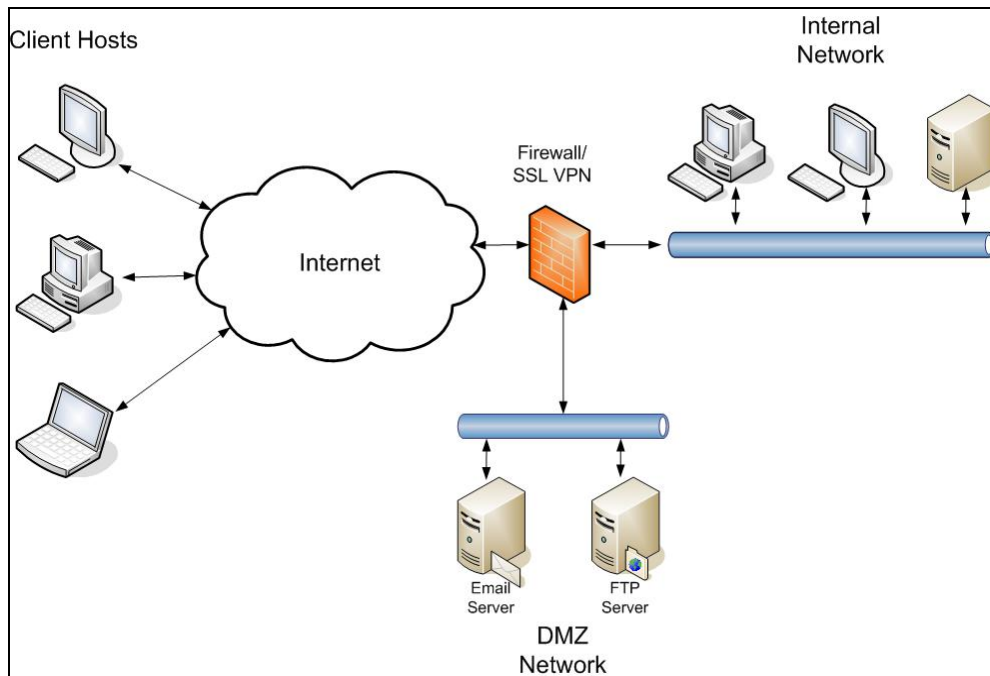 Client Hosts
Internal
Network
Firewall/
SSL VPN
Internet
Email
Server
FTP
Server
DMZ
Network